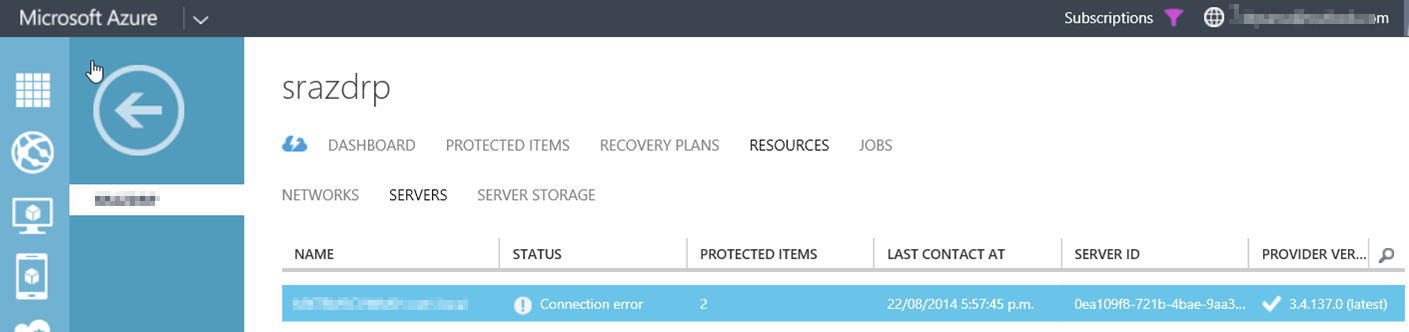 Microsoft Azure
Subscriptions
srazdrp
DASHBOARD PROTECTED ITEMS RECOVERY PLANS RESOURCES JOBS
NETWORKS SERVERS SERVER STORAGE
NAME STATUS PROTECTED ITEMS LAST CONTACT AT SERVER ID PROVIDER VER...
Connection error 2 22/08/2014 5:57:45 p.m. 0ea109f8-721b-4bae-9aa3... 3.4.137.0 (latest)